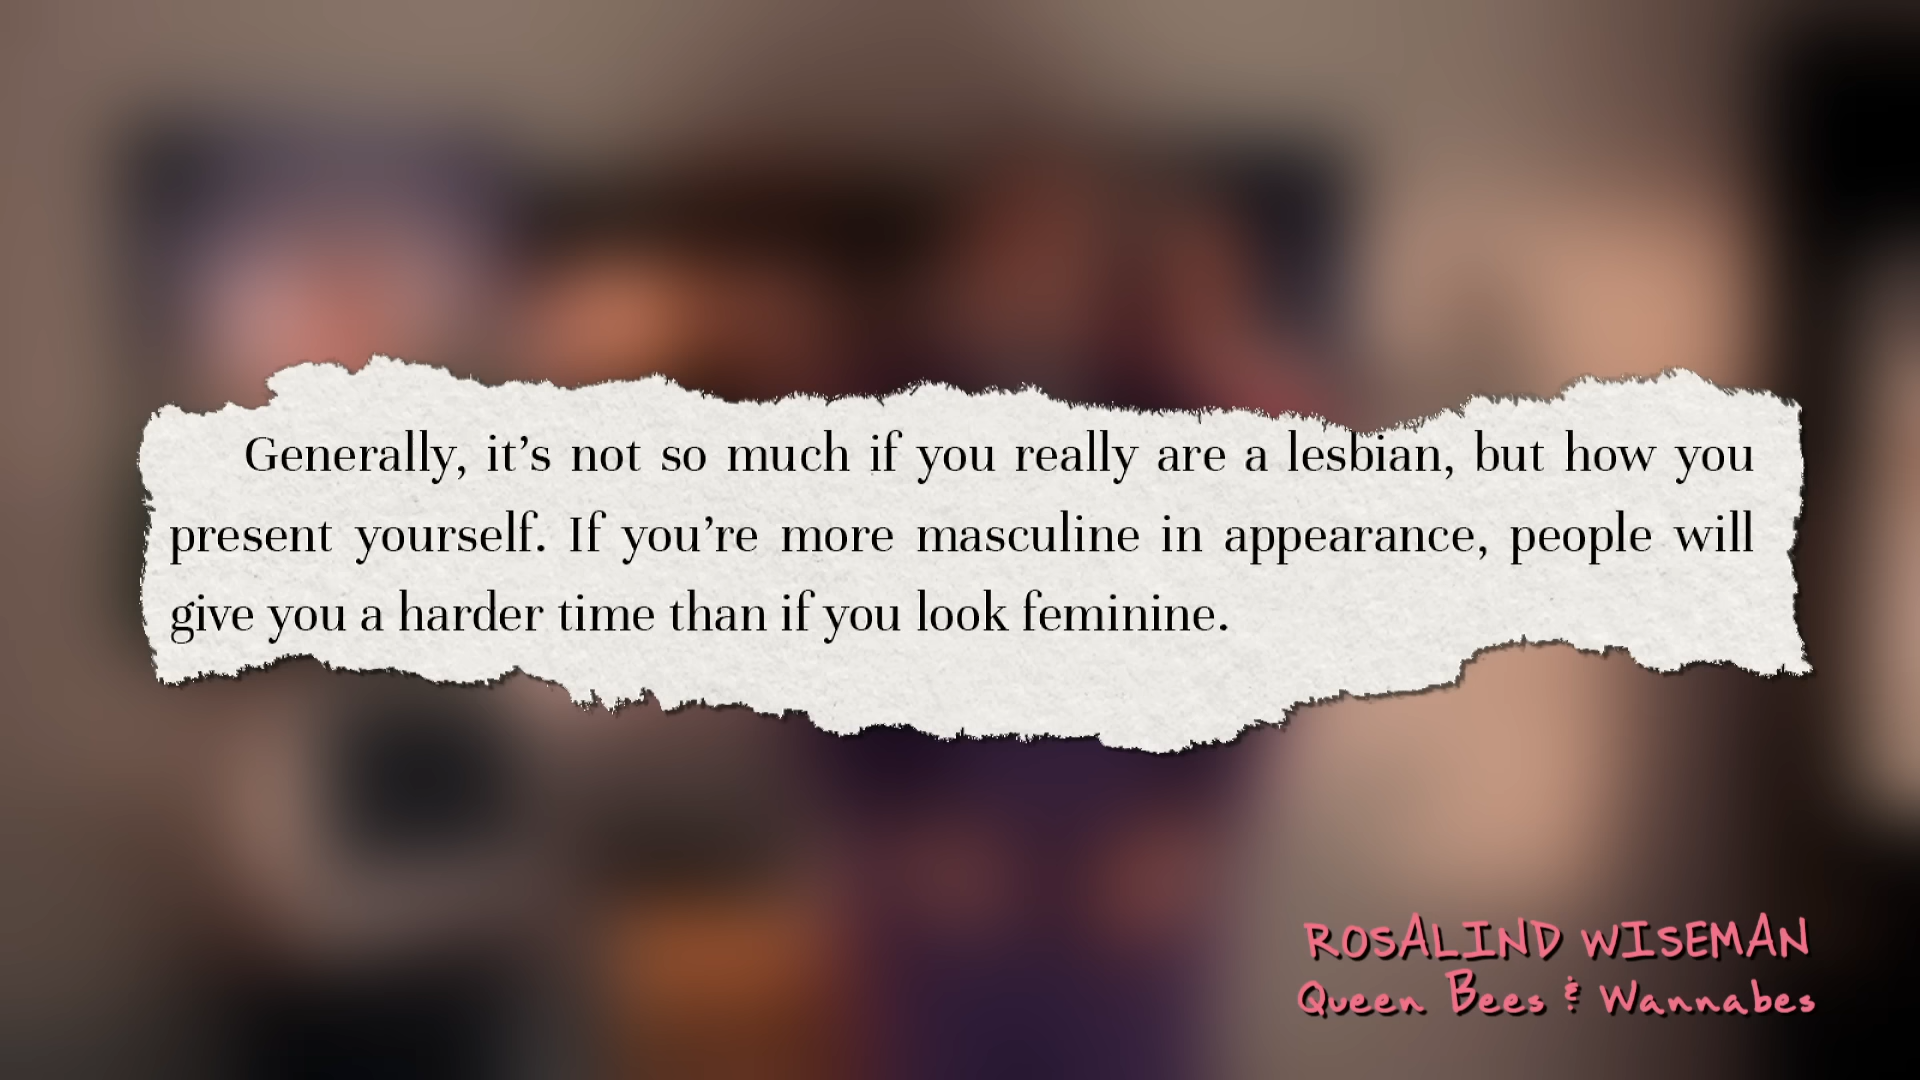 Generally, it’s not so much if you really are a lesbian, but how you
present yourself. If you’re more masculine in appearance, people will
give you a harder time than if you look feminine.
ROSALIND WISEMAN
Queen Bees & Wannabes